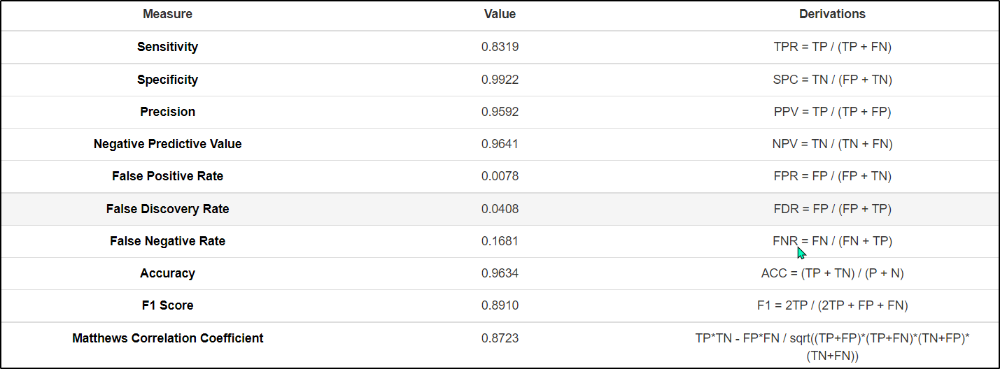 Measure Value Derivations
Sensitivity 0.8319 TPR = TP / (TP + FN)
Specificity 0.9922 SPC = TN / (FP + TN)
Precision 0.9592 PPV = TP / (TP + FP)
Negative Predictive Value 0.9641 NPV = TN / (TN + FN)
False Positive Rate 0.0078 FPR = FP / (FP + TN)
False Discovery Rate 0.0408 FDR = FP / (FP + TP)
False Negative Rate 0.1681 FNR = FN / (FN + TP)
Accuracy 0.9634 ACC = (TP + TN) / (P + N)
F1 Score 0.8910 F1 = 2TP / (2TP + FP + FN)
Matthews Correlation Coefficient 0.8723 TP*TN - FP*FN / sqrt((TP+FP)*(TP+FN)*(TN+FP)*
(TN+FN))